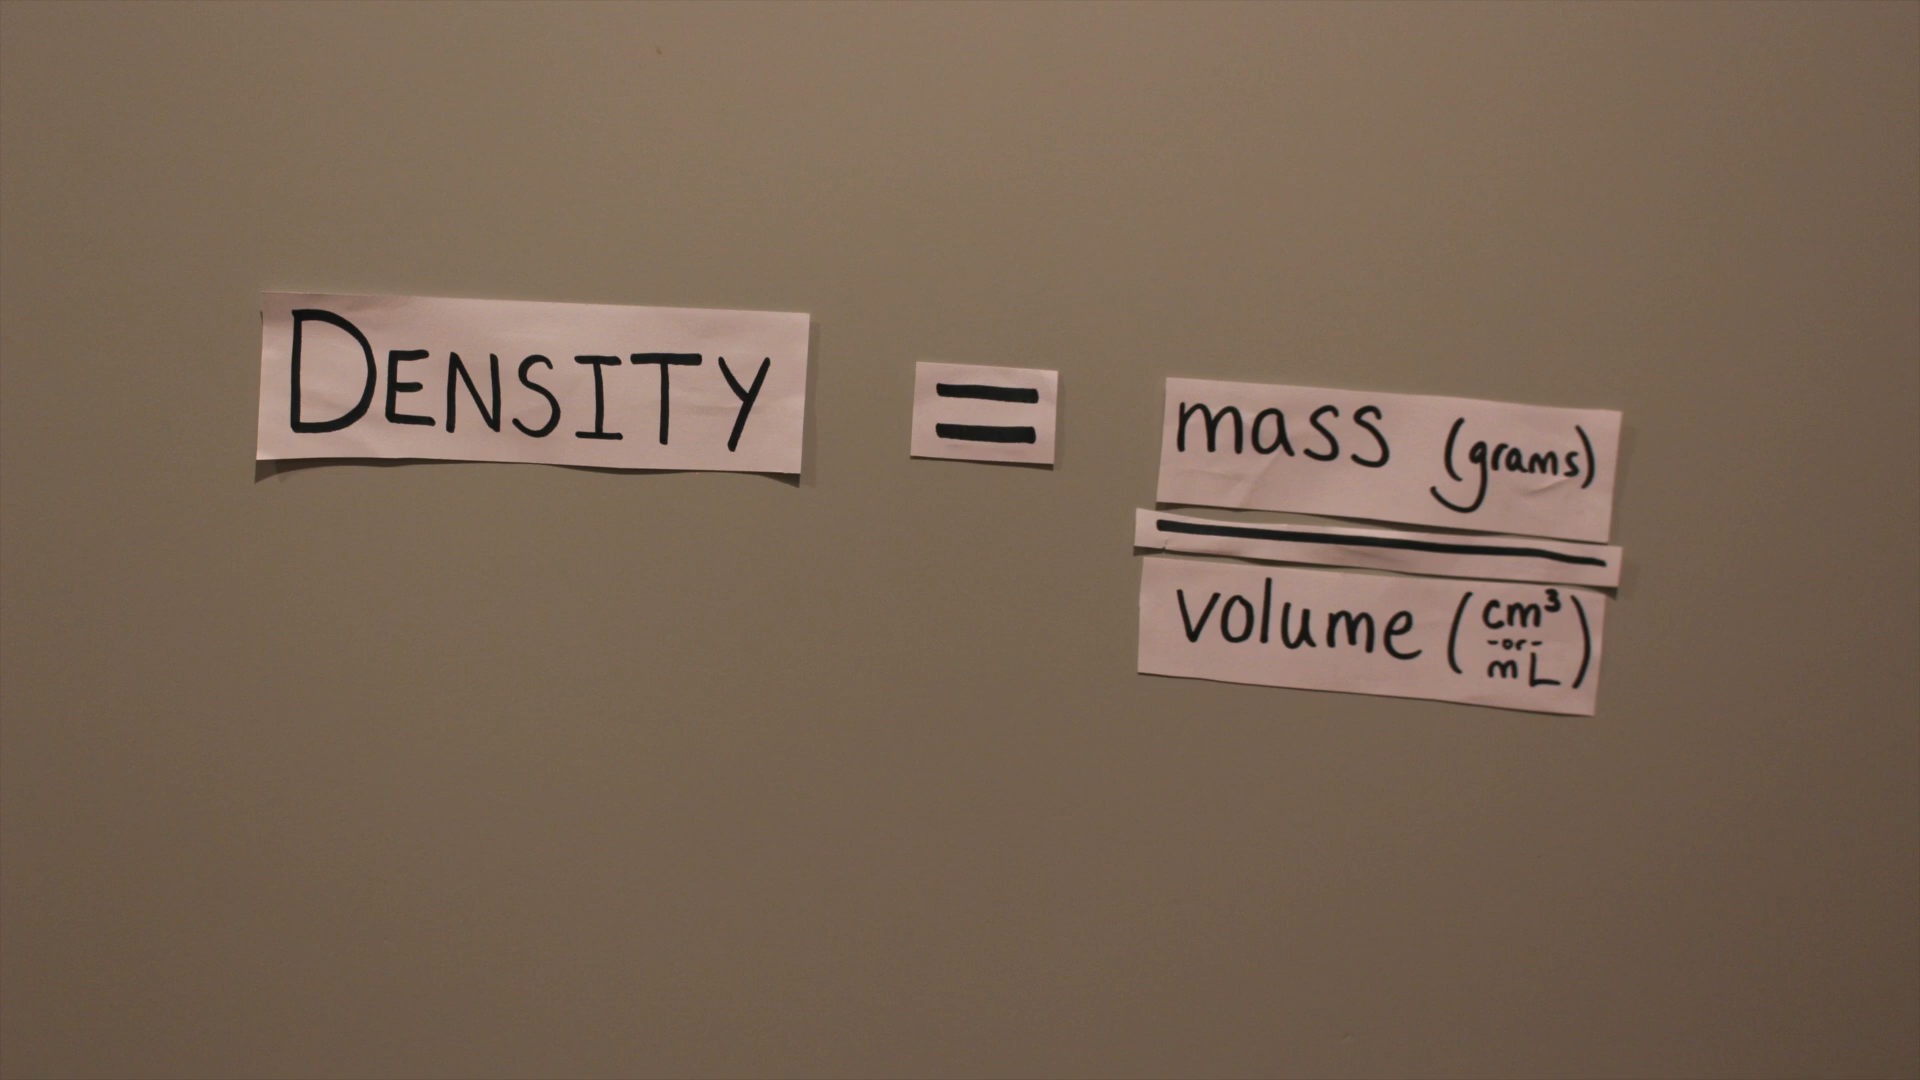 DENSITY = mass (grams)
volume (cm³
-or-
mL)